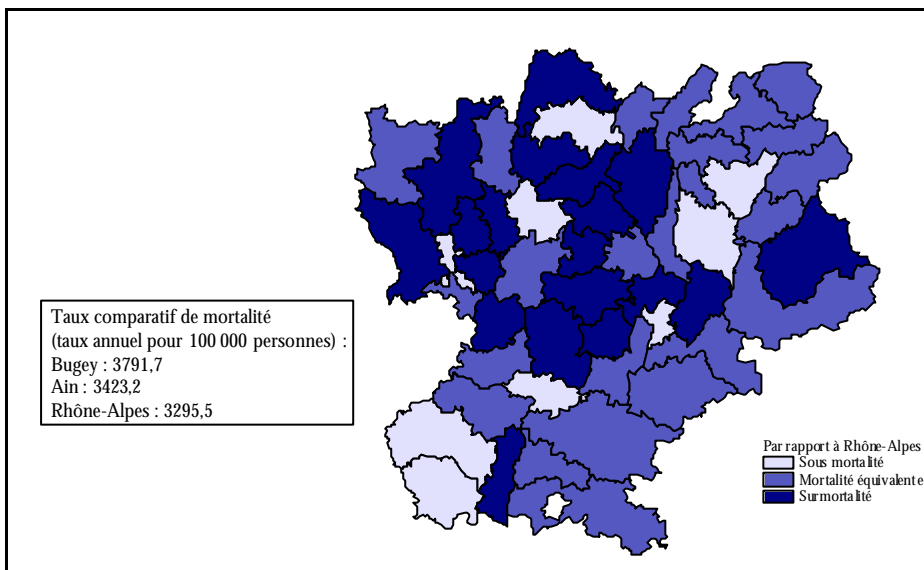 Taux comparatif de mortalité
(taux annuel pour 100 000 personnes) :
Bugey : 3791,7
Ain : 3423,2
Rhône-Alpes : 3295,5
Par rapport à Rhône-Alpes
Sous mortalité
Mortalité équivalente
Surmortalité